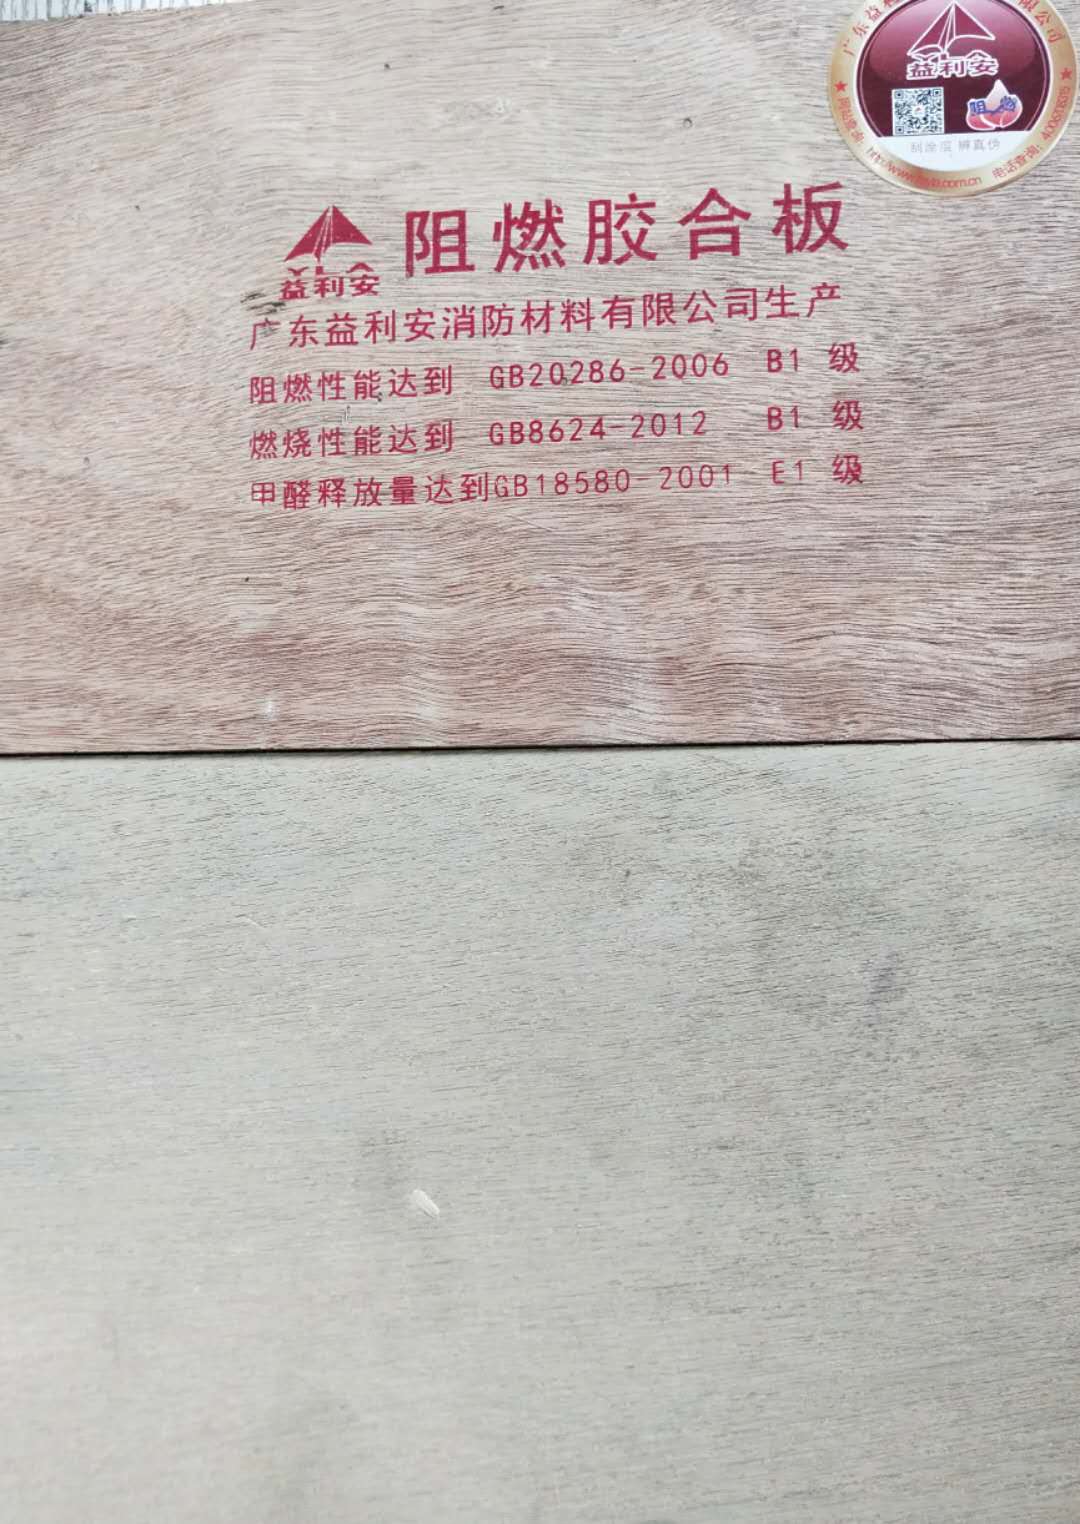 益利安
刮涂层 辨真伪
益利安
阻燃胶合板
广东益利安消防材料有限公司生产
阻燃性能达到 GB20286-2006 B1 级
燃烧性能达到 GB8624-2012 B1 级
甲醛释放量达到GB18580-2001 E1 级